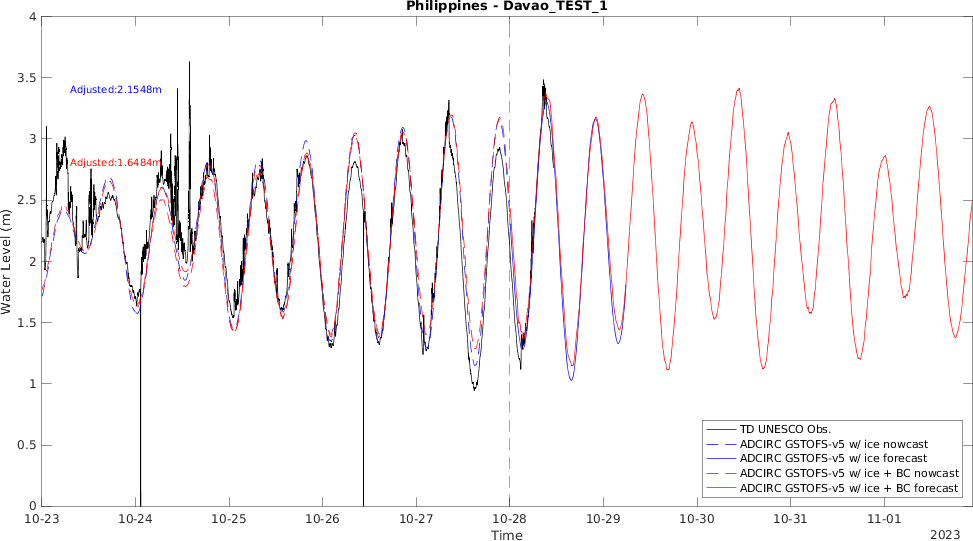 Philippines - Davao_TEST_1
4
3.5
3
2.5
2
1.5
1
0.5
0
Water Level (m)
Adjusted:2.1548m
Adjusted:1.6484m
TD UNESCO Obs.
ADCIRC GSTOFS-v5 w/ ice nowcast
ADCIRC GSTOFS-v5 w/ ice forecast
ADCIRC GSTOFS-v5 w/ ice + BC nowcast
ADCIRC GSTOFS-v5 w/ ice + BC forecast
10-23 10-24 10-25 10-26 10-27 10-28 10-29 10-30 10-31 11-01
Time
2023